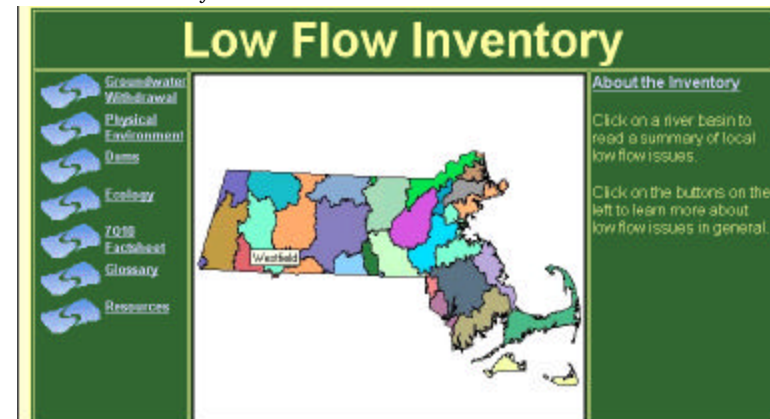 Low Flow Inventory
Groundwater
Withdrawal
Physical
Environment
Dams
Ecology
7Q10
Factsheet
Glossary
Resources
Westfield
About the Inventory
Click on a river basin to
read a summary of local
low flow issues.
Click on the buttons on the
left to learn more about
low flow issues in general.